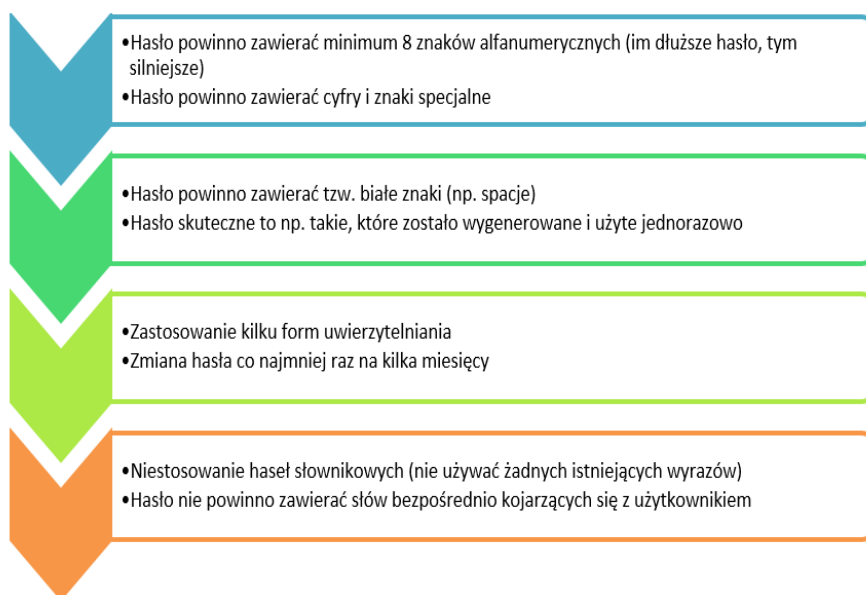 •Hasło powinno zawierać minimum 8 znaków alfanumerycznych (im dłuższe hasło, tym
silniejsze)
•Hasło powinno zawierać cyfry i znaki specjalne
•Hasło powinno zawierać tzw. białe znaki (np. spacje)
•Hasło skuteczne to np. takie, które zostało wygenerowane i użyte jednorazowo
•Zastosowanie kilku form uwierzytelniania
•Zmiana hasła co najmniej raz na kilka miesięcy
•Niestosowanie haseł słownikowych (nie używać żadnych istniejących wyrazów)
•Hasło nie powinno zawierać słów bezpośrednio kojarzących się z użytkownikiem